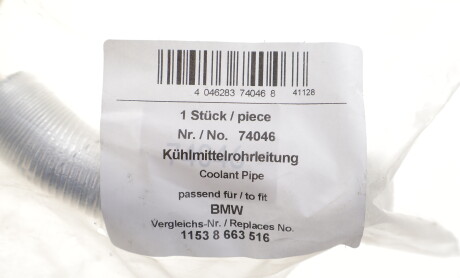 4 046283 74046 8 41128
1 Stück / piece
Nr. / No. 74046
Kühlmittelrohrleitung
Coolant Pipe
passend für / to fit
BMW
Vergleichs-Nr. / Replaces No.
1153 8 663 516